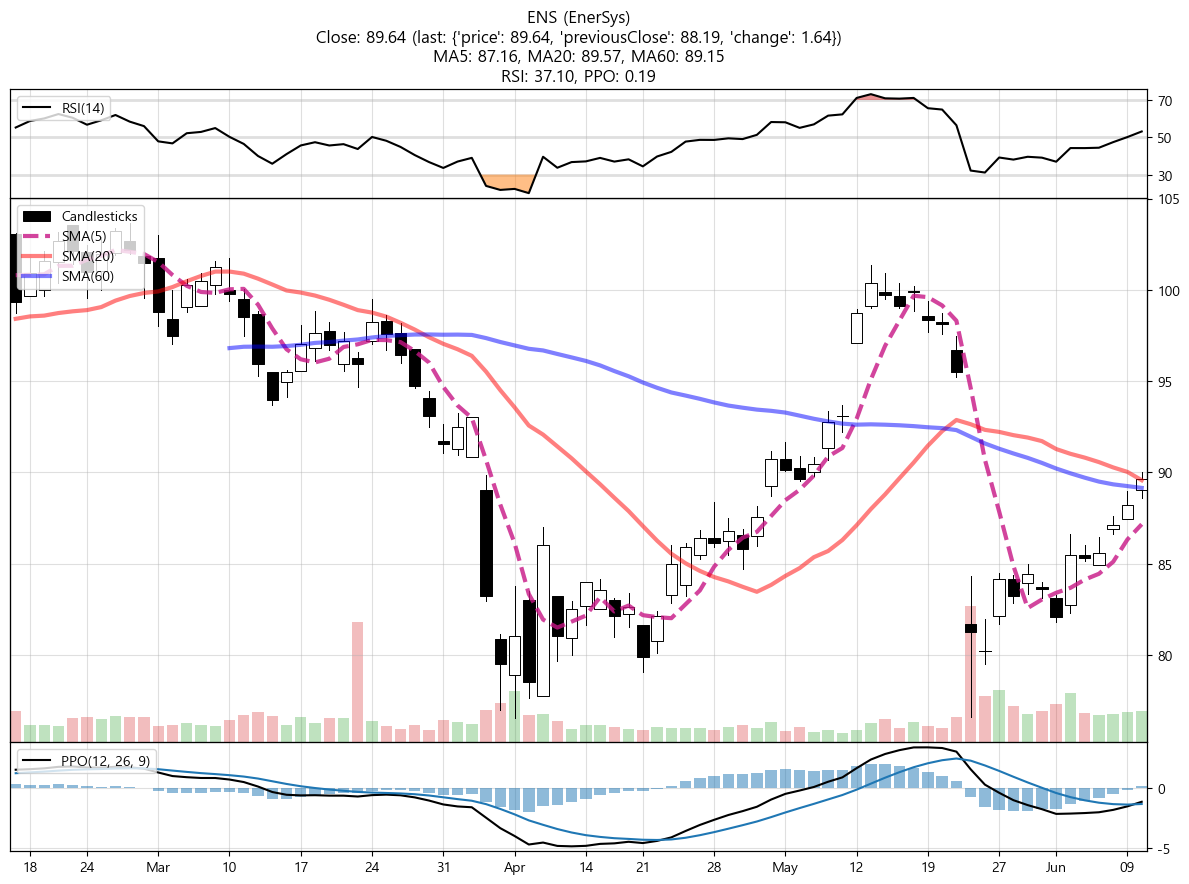 ENS (EnerSys)
Close: 89.64 (last: {'price': 89.64, 'previousClose': 88.19, 'change': 1.64})
MA5: 87.16, MA20: 89.57, MA60: 89.15
RSI: 37.10, PPO: 0.19
RSI(14)
70
50
30
Candlesticks
SMA(5)
SMA(20)
SMA(60)
105
100
95
90
85
80
PPO(12, 26, 9)
0
-5
18 24 Mar 10 17 24 31 Apr 14 21 28 May 12 19 27 Jun 09